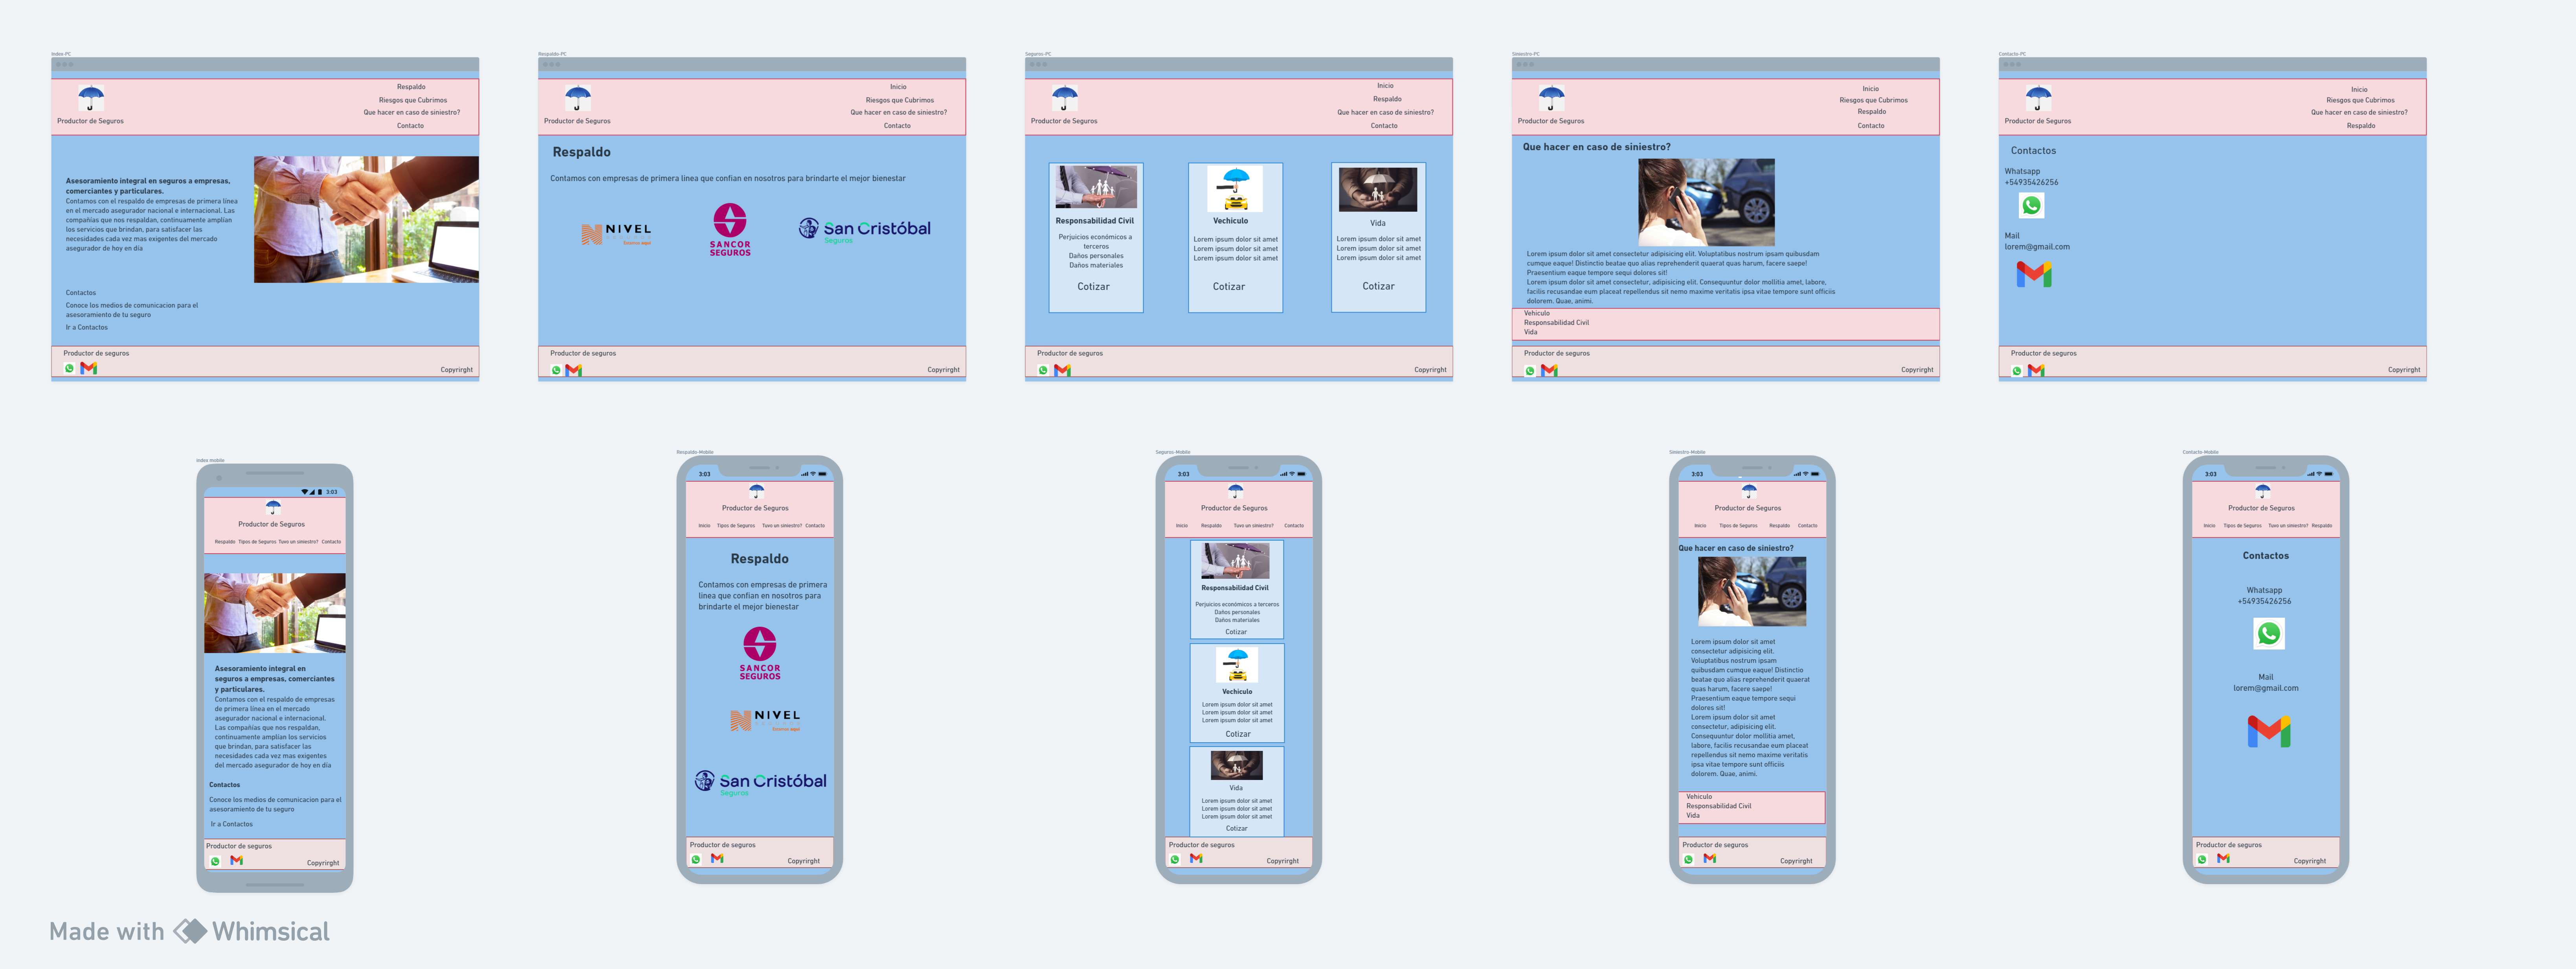 Index-PC
Productor de Seguros
Respaldo
Riesgos que Cubrimos
Que hacer en caso de siniestro?
Contacto
Asesoramiento integral en seguros a empresas,
comerciantes y particulares.
Contamos con el respaldo de empresas de primera línea
en el mercado asegurador nacional e internacional. Las
compañías que nos respaldan, continuamente amplían
los servicios que brindan, para satisfacer las
necesidades cada vez mas exigentes del mercado
asegurador de hoy en día
Contactos
Conoce los medios de comunicacion para el
asesoramiento de tu seguro
Ir a Contactos
Productor de seguros
Copyrirght
Respaldo-PC
Productor de Seguros
Inicio
Riesgos que Cubrimos
Que hacer en caso de siniestro?
Contacto
Respaldo
Contamos con empresas de primera linea que confian en nosotros para brindarte el mejor bienestar
NIVEL
SANCOR
SEGUROS
San Cristóbal
Seguros
Productor de seguros
Copyrirght
Seguros-PC
Productor de Seguros
Inicio
Respaldo
Que hacer en caso de siniestro?
Contacto
Responsabilidad Civil
Perjuicios económicos a
terceros
Daños personales
Daños materiales
Cotizar
Vechiculo
Lorem ipsum dolor sit amet
Lorem ipsum dolor sit amet
Lorem ipsum dolor sit amet
Cotizar
Vida
Lorem ipsum dolor sit amet
Lorem ipsum dolor sit amet
Lorem ipsum dolor sit amet
Cotizar
Productor de seguros
Copyrirght
Siniestro-PC
Productor de Seguros
Inicio
Riesgos que Cubrimos
Respaldo
Contacto
Que hacer en caso de siniestro?
Lorem ipsum dolor sit amet consectetur adipisicing elit. Voluptatibus nostrum ipsam quibusdam
cumque eaque! Distinctio beatae quo alias reprehenderit quaerat quas harum, facere saepe!
Praesentium eaque tempore sequi dolores sit!
Lorem ipsum dolor sit amet consectetur, adipisicing elit. Consequuntur dolor mollitia amet, labore,
facilis recusandae eum placeat repellendus sit nemo maxime veritatis ipsa vitae tempore sunt officiis
dolorem. Quae, animi.
Vehiculo
Responsabilidad Civil
Vida
Productor de seguros
Copyrirght
Contacto-PC
Productor de Seguros
Inicio
Riesgos que Cubrimos
Que hacer en caso de siniestro?
Respaldo
Contactos
Whatsapp
+54935426256
Mail
lorem@gmail.com
Productor de seguros
Copyrirght
Index mobile
3:03
Productor de Seguros
Respaldo Tipos de Seguros Tuvo un siniestro? Contacto
Asesoramiento integral en
seguros a empresas, comerciantes
y particulares.
Contamos con el respaldo de empresas
de primera línea en el mercado
asegurador nacional e internacional.
Las compañías que nos respaldan,
continuamente amplían los servicios
que brindan, para satisfacer las
necesidades cada vez mas exigentes
del mercado asegurador de hoy en día
Contactos
Conoce los medios de comunicacion para el
asesoramiento de tu seguro
Ir a Contactos
Productor de seguros
Copyrirght
Respaldo-Mobile
3:03
Productor de Seguros
Inicio Tipos de Seguros Tuvo un siniestro? Contacto
Respaldo
Contamos con empresas de primera
linea que confian en nosotros para
brindarte el mejor bienestar
SANCOR
SEGUROS
NIVEL
San Cristóbal
Seguros
Productor de seguros
Copyrirght
Seguros-Mobile
3:03
Productor de Seguros
Inicio Respaldo Tuvo un siniestro? Contacto
Responsabilidad Civil
Perjuicios económicos a terceros
Daños personales
Daños materiales
Cotizar
Vechiculo
Lorem ipsum dolor sit amet
Lorem ipsum dolor sit amet
Lorem ipsum dolor sit amet
Cotizar
Vida
Lorem ipsum dolor sit amet
Lorem ipsum dolor sit amet
Lorem ipsum dolor sit amet
Cotizar
Productor de seguros
Copyrirght
Siniestro-Mobile
3:03
Productor de Seguros
Inicio Tipos de Seguros Respaldo Contacto
Que hacer en caso de siniestro?
Lorem ipsum dolor sit amet
consectetur adipisicing elit.
Voluptatibus nostrum ipsam
quibusdam cumque eaque! Distinctio
beatae quo alias reprehenderit quaerat
quas harum, facere saepe!
Praesentium eaque tempore sequi
dolores sit!
Lorem ipsum dolor sit amet
consectetur, adipisicing elit.
Consequuntur dolor mollitia amet,
labore, facilis recusandae eum placeat
repellendus sit nemo maxime veritatis
ipsa vitae tempore sunt officiis
dolorem. Quae, animi.
Vehiculo
Responsabilidad Civil
Vida
Productor de seguros
Copyrirght
Contacto-Mobile
3:03
Productor de Seguros
Inicio Tipos de Seguros Tuvo un siniestro? Respaldo
Contactos
Whatsapp
+54935426256
Mail
lorem@gmail.com
Productor de seguros
Copyrirght
Made with Whimsical